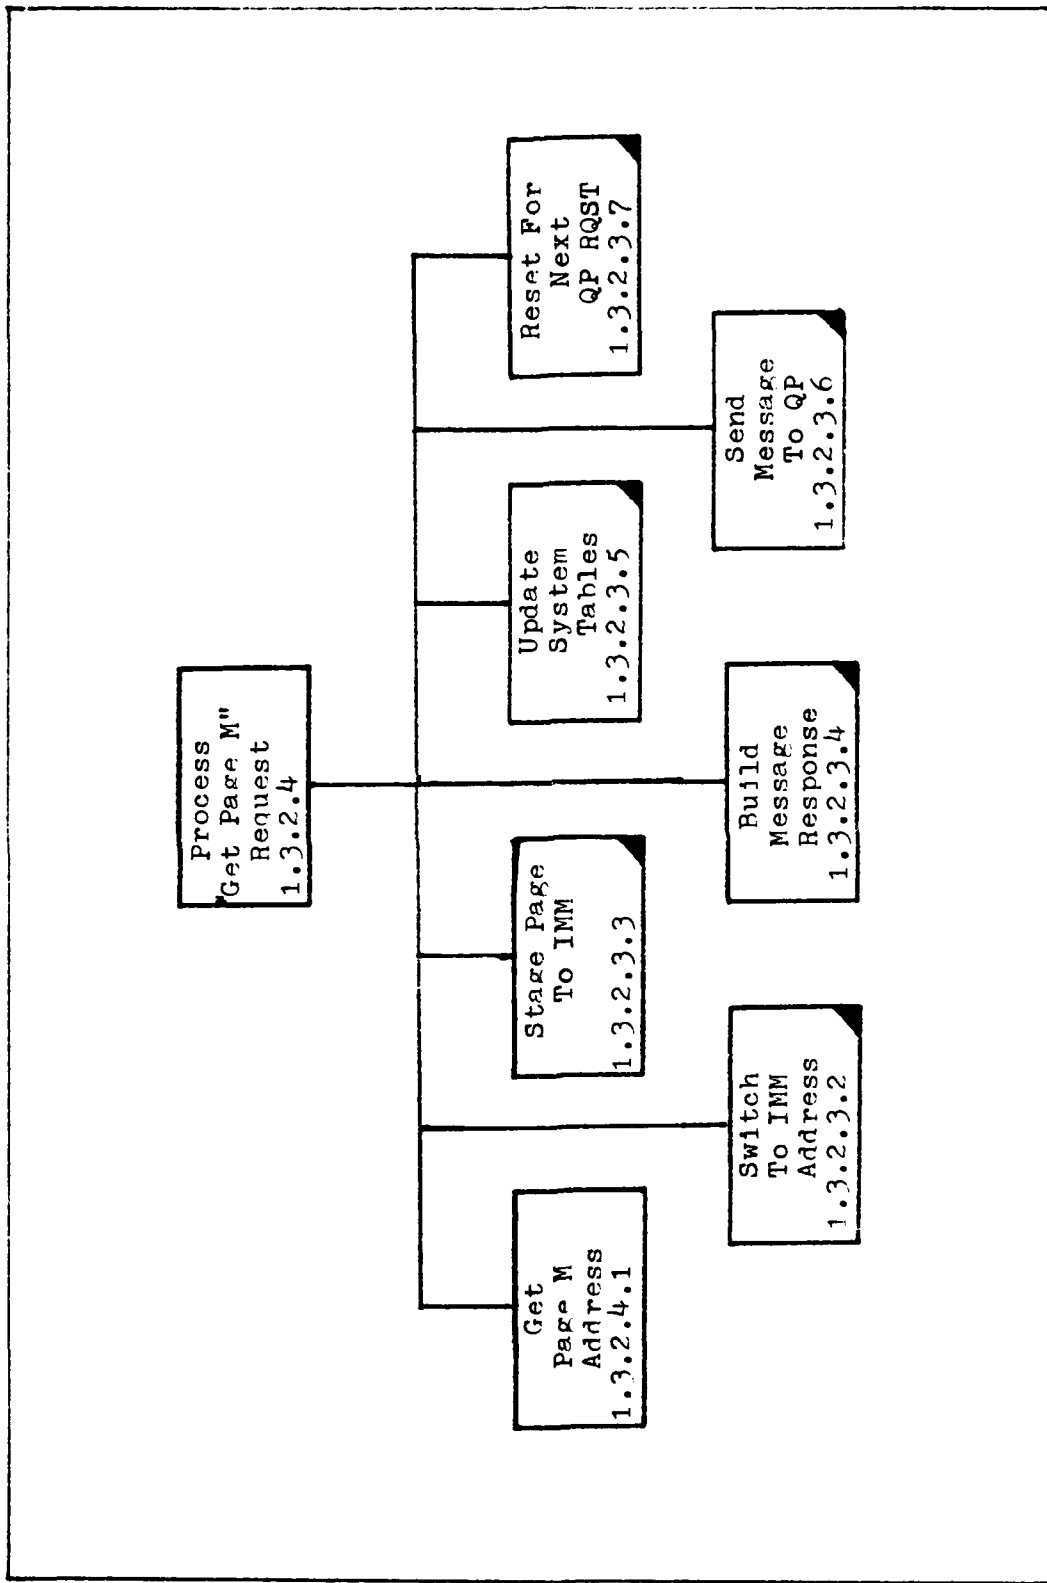 Process
"Get Page M"
Request
1.3.2.4
Get
Page M
Address
1.3.2.4.1
Switch
To IMM
Address
1.3.2.3.2
Stage Page
To IMM
1.3.2.3.3
Build
Message
Response
1.3.2.3.4
Update
System
Tables
1.3.2.3.5
Send
Message
To QP
1.3.2.3.6
Reset For
Next
QP RQST
1.3.2.3.7